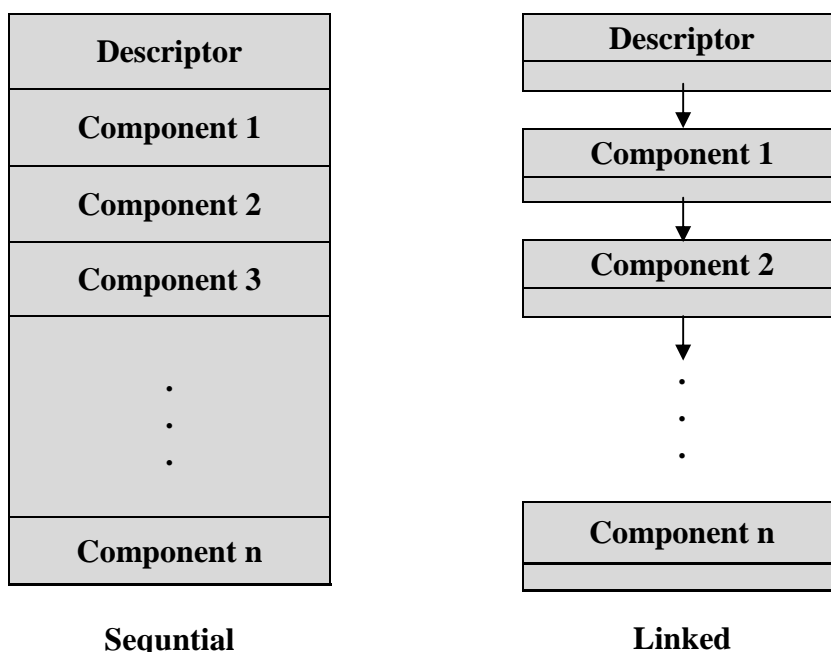 Descriptor
Component 1
Component 2
Component 3
.
.
.
Component n
Sequntial
Descriptor
Component 1
Component 2
.
.
.
Component n
Linked